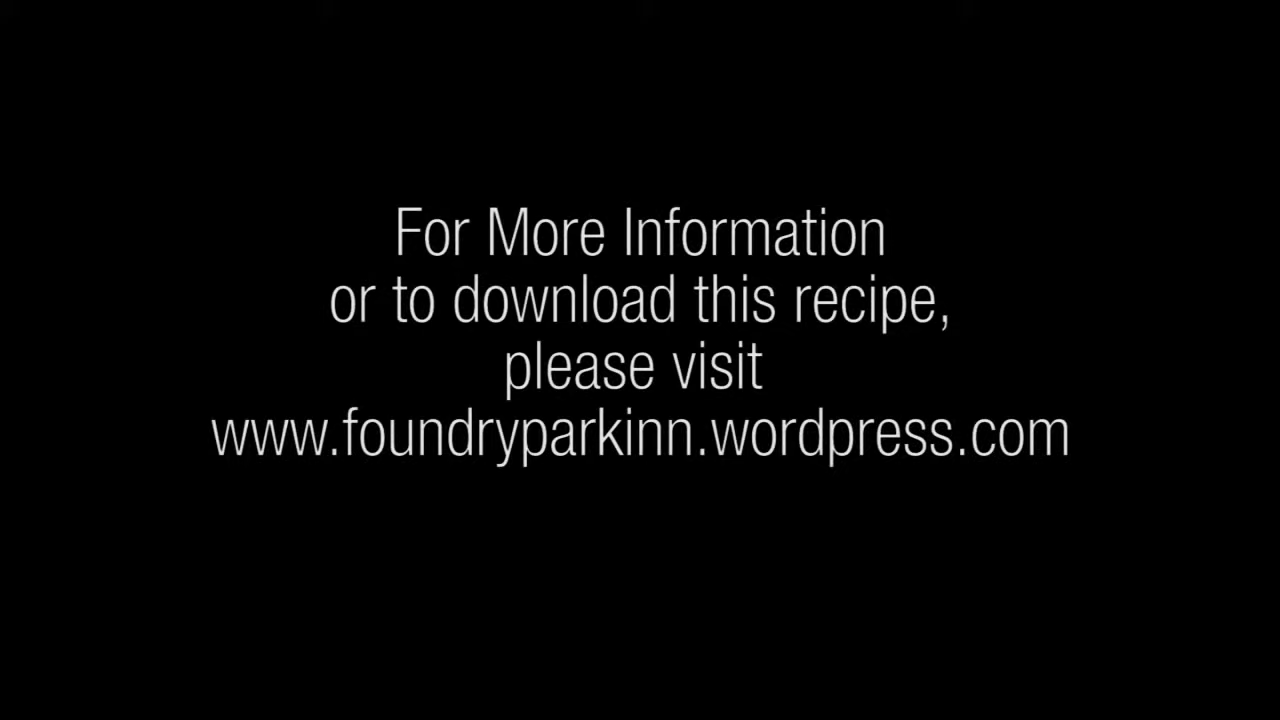 For More Information
or to download this recipe,
please visit
www.foundryparkinn.wordpress.com